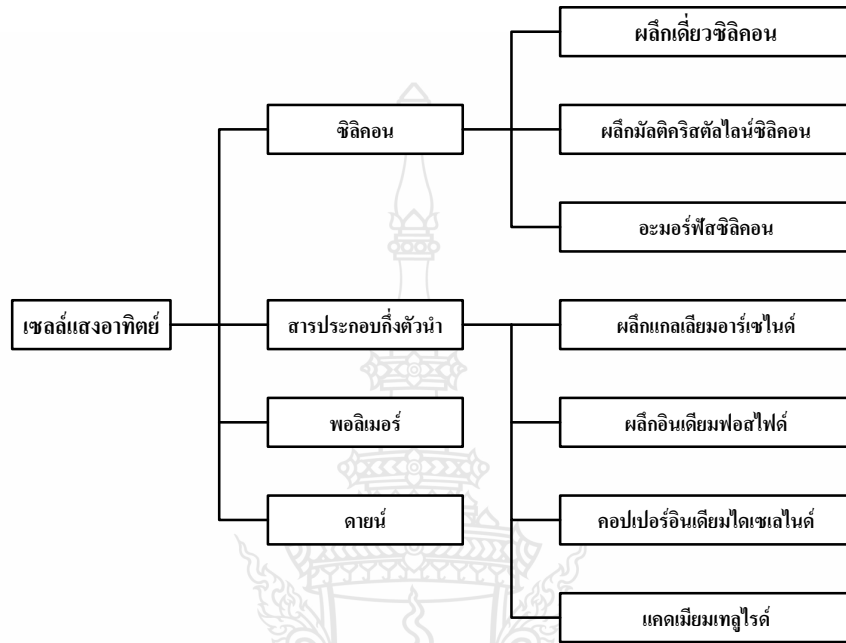 ผลึกเดี่ยวซิลิคอน
ซิลิคอน
ผลึกมัลติคริสตัลไลน์ซิลิคอน
อะมอร์ฟัสซิลิคอน
เซลล์แสงอาทิตย์
สารประกอบกึ่งตัวนำ
ผลึกแกลเลียมอาร์เซไนด์
พอลิเมอร์
ผลึกอินเดียมฟอสไฟด์
ดายน์
คอปเปอร์อินเดียมไดเซเลไนด์
แคดเมียมเทลูไรด์